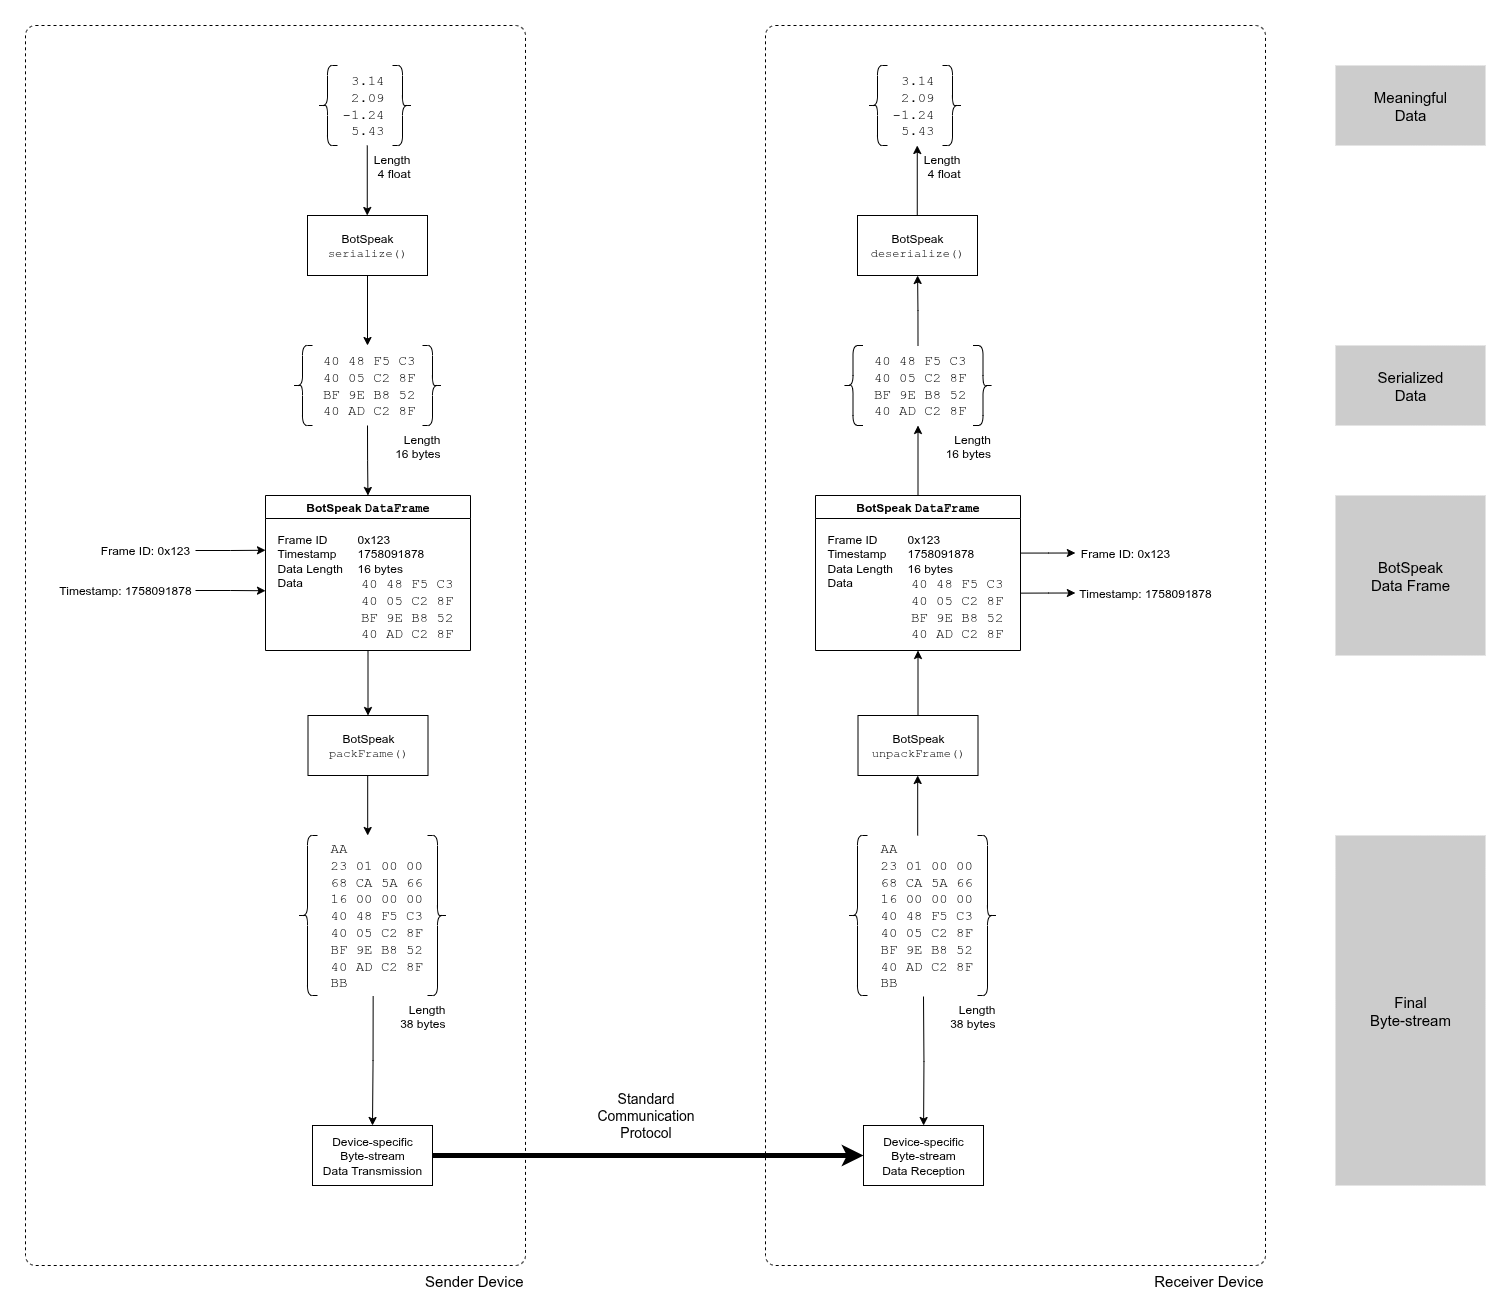 3.14
2.09
-1.24
5.43
Length
4 float
BotSpeak
serialize()
40 48 F5 C3
40 05 C2 8F
BF 9E B8 52
40 AD C2 8F
Length
16 bytes
Frame ID: 0x123
Timestamp: 1758091878
BotSpeak DataFrame
Frame ID 0x123
Timestamp 1758091878
Data Length 16 bytes
Data 40 48 F5 C3
40 05 C2 8F
BF 9E B8 52
40 AD C2 8F
BotSpeak
packFrame()
AA
23 01 00 00
68 CA 5A 66
16 00 00 00
40 48 F5 C3
40 05 C2 8F
BF 9E B8 52
40 AD C2 8F
BB
Length
38 bytes
Device-specific
Byte-stream
Data Transmission
Sender Device
Standard
Communication
Protocol
3.14
2.09
-1.24
5.43
Length
4 float
BotSpeak
deserialize()
40 48 F5 C3
40 05 C2 8F
BF 9E B8 52
40 AD C2 8F
Length
16 bytes
BotSpeak DataFrame
Frame ID 0x123
Timestamp 1758091878
Data Length 16 bytes
Data 40 48 F5 C3
40 05 C2 8F
BF 9E B8 52
40 AD C2 8F
Frame ID: 0x123
Timestamp: 1758091878
BotSpeak
unpackFrame()
AA
23 01 00 00
68 CA 5A 66
16 00 00 00
40 48 F5 C3
40 05 C2 8F
BF 9E B8 52
40 AD C2 8F
BB
Length
38 bytes
Device-specific
Byte-stream
Data Reception
Receiver Device
Meaningful
Data
Serialized
Data
BotSpeak
Data Frame
Final
Byte-stream